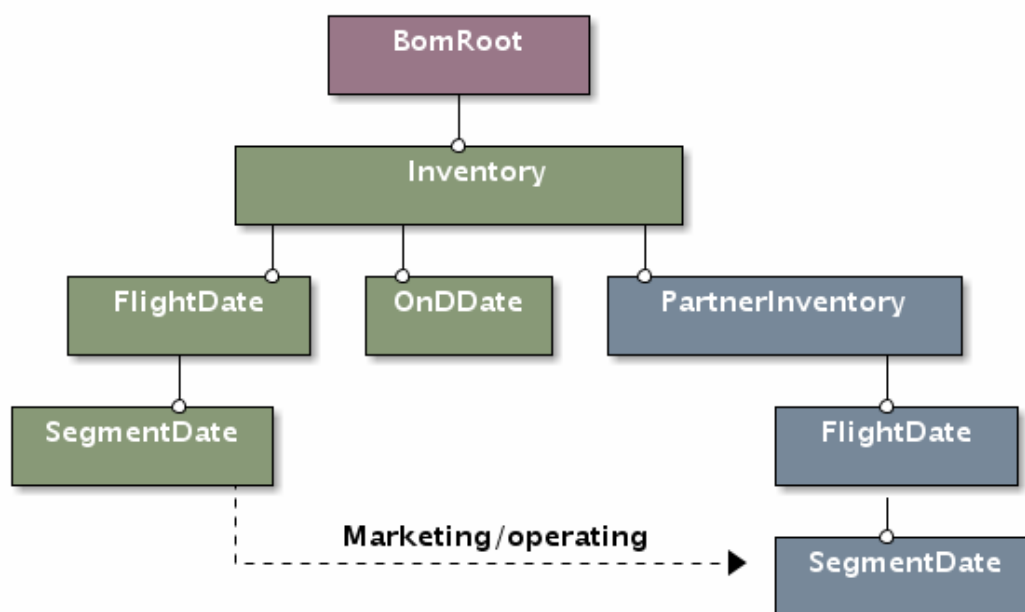 BomRoot
Inventory
FlightDate
OnDDate
PartnerInventory
SegmentDate
FlightDate
Marketing/operating
SegmentDate